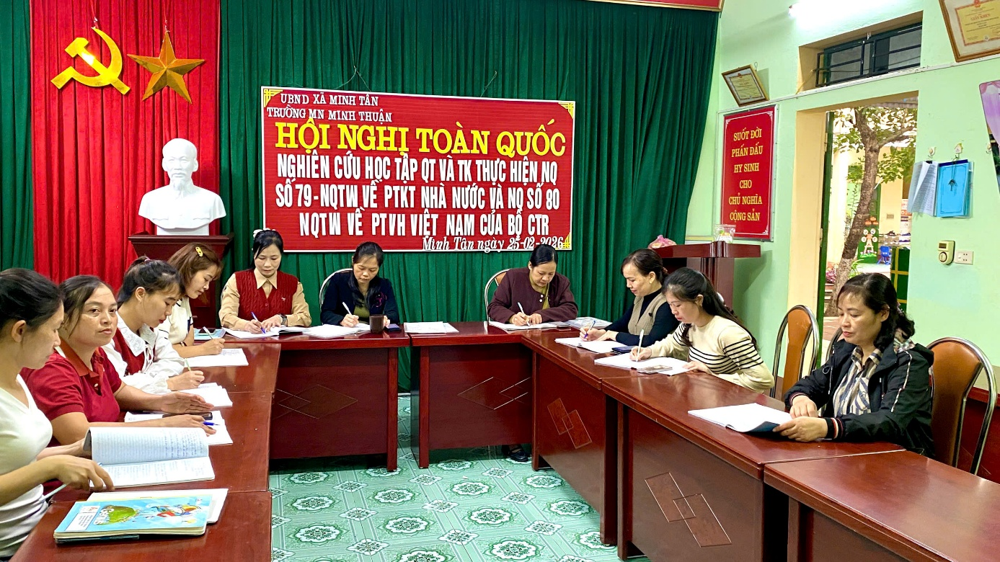 UBND XÃ MINH TÂN
TRƯỜNG MN MINH THUẬN
HỘI NGHỊ TOÀN QUỐC
NGHIÊN CỨU HỌC TẬP QT VÀ TK THỰC HIỆN NQ
SỐ 79-NQTW VỀ PTKT NHÀ NƯỚC VÀ NQ SỐ 80
NQTW VỀ PTVH VIỆT NAM CỦA BỘ CTR
Minh Tân ngày 25-02-2026
SUỐT ĐỜI
PHẤN ĐẤU
HY SINH
CHO
CHỦ NGHĨA
CỘNG SẢN